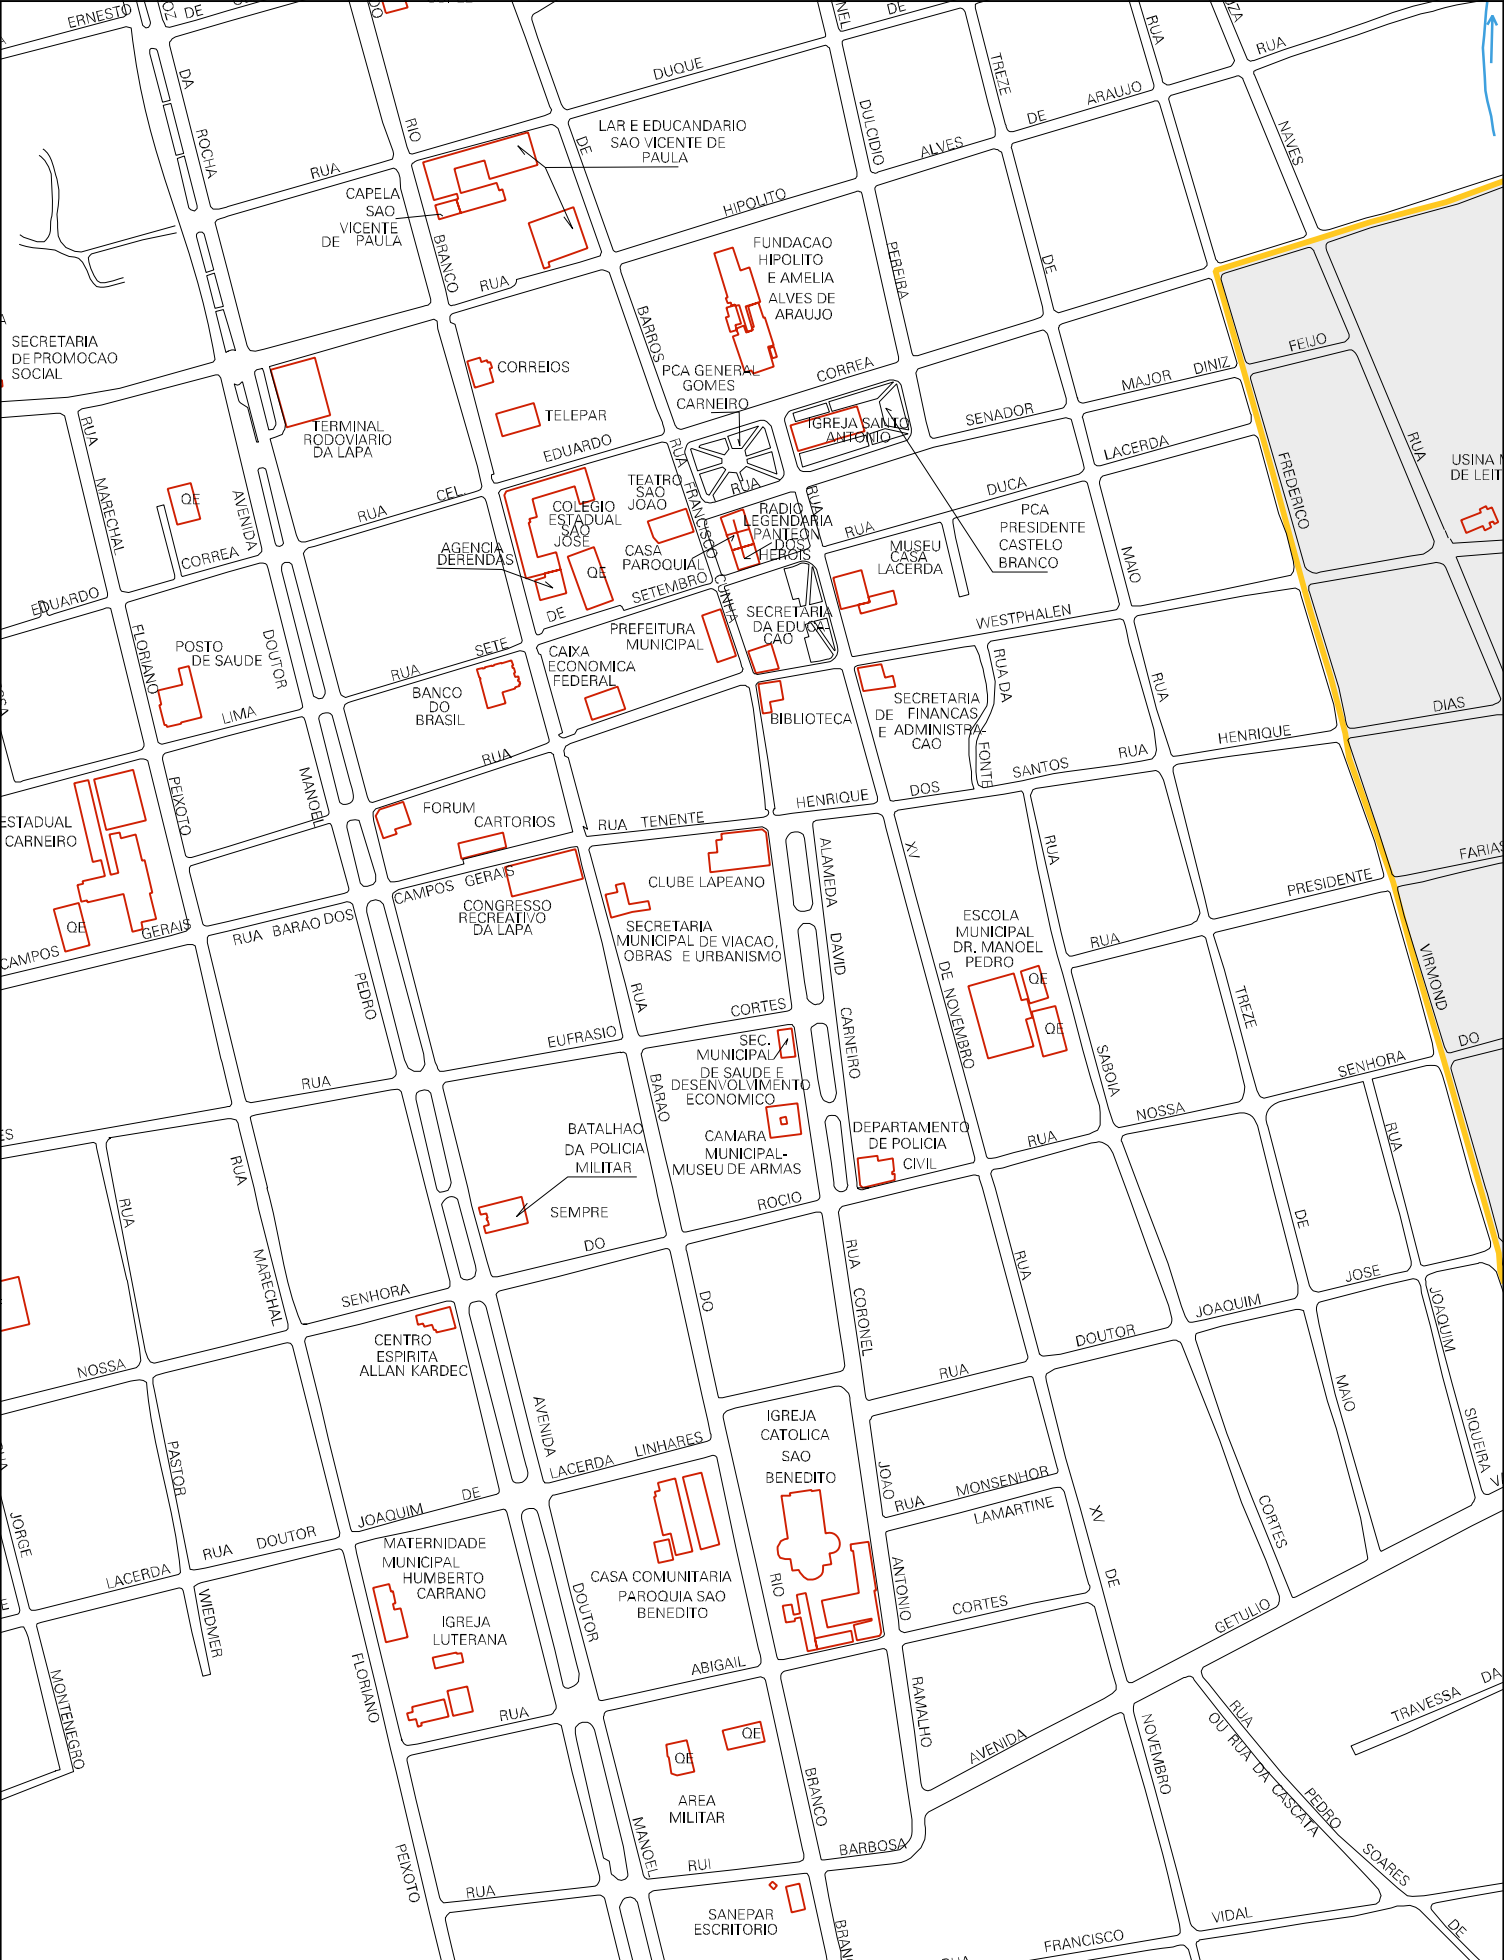 ERNESTO
DE
DE
RUA
RUA
DUQUE
TREZE
DA
ROCHA
RIO
RUA
LAR E EDUCANDARIO
SAO VICENTE DE
PAULA
DE
DULCIDIO
ALVES
DE
ARAUJO
NAVES
CAPELA
SAO
VICENTE
DE PAULA
HIPOLITO
BRANCO
RUA
FUNDACAO
HIPOLITO
E AMELIA
ALVES DE
ARAUJO
PEREIRA
DE
SECRETARIA
DE PROMOCAO
SOCIAL
BARROS
CORREIOS
PCA GENERAL
GOMES
CARNEIRO
CORREA
MAJOR DINIZ
FEIJO
TELEPAR
IGREJA SANTO
ANTONIO
SENADOR
LACERDA
RUA
TERMINAL
RODOVIARIO
DA LAPA
EDUARDO
RUA
MARECHAL
QE
AVENIDA
CEL.
RUA
TEATRO
SAO
JOAO
RUA
FRANCISCO
CUNHA
RUA
RUA
DUCA
RUA
USINA
DE LEIT
FREDERICO
COLEGIO
ESTADUAL
SAO
JOSE
RADIO
LEGENDARIA
PANTEON
DOS
HEROIS
PCA
PRESIDENTE
CASTELO
BRANCO
AGENCIA
DERENDAS
QE
CASA
PAROQUIAL
MUSEU
CASA
LACERDA
MAIO
CORREA
EDUARDO
D
DE
SETEMBRO
SETE
RUA
PREFEITURA
MUNICIPAL
SECRETARIA
DA EDUCA-
CAO
WESTPHALEN
FLORIANO
POSTO
DE SAUDE
DOUTOR
LIMA
CAIXA
ECONOMICA
FEDERAL
BANCO
DO
BRASIL
RUA DA
FONTE
RUA
BIBLIOTECA
SECRETARIA
DE FINANCAS
E ADMINISTRA-
CAO
DIAS
RUA
HENRIQUE
PEIXOTO
MANOEL
RUA
HENRIQUE
DOS
SANTOS
ESTADUAL
CARNEIRO
FORUM
CARTORIOS
RUA TENENTE
XV
RUA
ALAMEDA
FARIAS
PRESIDENTE
CAMPOS GERAIS
CLUBE LAPEANO
CONGRESSO
RECREATIVO
DA LAPA
QE
CAMPOS
GERAIS
RUA BARAO DOS
SECRETARIA
MUNICIPAL DE VIACAO,
OBRAS E URBANISMO
DAVID
ESCOLA
MUNICIPAL
DR. MANOEL
PEDRO
QE
QE
RUA
VIRMOND
PEDRO
RUA
CORTES
EUFRASIO
RUA
CARNEIRO
DE NOVEMBRO
TREZE
SEC.
MUNICIPAL
DE SAUDE E
DESENVOLVIMENTO
ECONOMICO
SABOIA
SENHORA
DO
BARAO
NOSSA
RUA
BATALHAO
DA POLICIA
MILITAR
CAMARA
MUNICIPAL-
MUSEU DE ARMAS
DEPARTAMENTO
DE POLICIA
CIVIL
RUA
RUA
RUA
SEMPRE
ROCIO
DO
DE
MARECHAL
RUA
RUA
JOSE
SENHORA
DO
CORONEL
JOAQUIM
JOAQUIM
NOSSA
CENTRO
ESPIRITA
ALLAN KARDEC
DOUTOR
RUA
MAIO
AVENIDA
IGREJA
CATOLICA
SAO
BENEDITO
SIQUEIRA
LACERDA
LINHARES
PASTOR
JOAO
RUA
MONSENHOR
LAMARTINE
XV
CORTES
DE
JOAQUIM
DOUTOR
RUA
JORGE
LACERDA
MATERNIDADE
MUNICIPAL
HUMBERTO
CARRANO
CASA COMUNITARIA
PAROQUIA SAO
BENEDITO
RIO
ANTONIO
DE
CORTES
GETULIO
WIEDMER
IGREJA
LUTERANA
DOUTOR
ABIGAIL
FLORIANO
MONTENEGRO
RAMALHO
RUA
NOVEMBRO
AVENIDA
RUA
OU RUA DA CASCATA
TRAVESSA
DA
QE
QE
AREA
MILITAR
BRANCO
PEDRO
SOARES
MANOEL
BARBOSA
RUI
RUA
PEIXOTO
SANEPAR
ESCRITORIO
VIDAL
FRANCISCO
DE